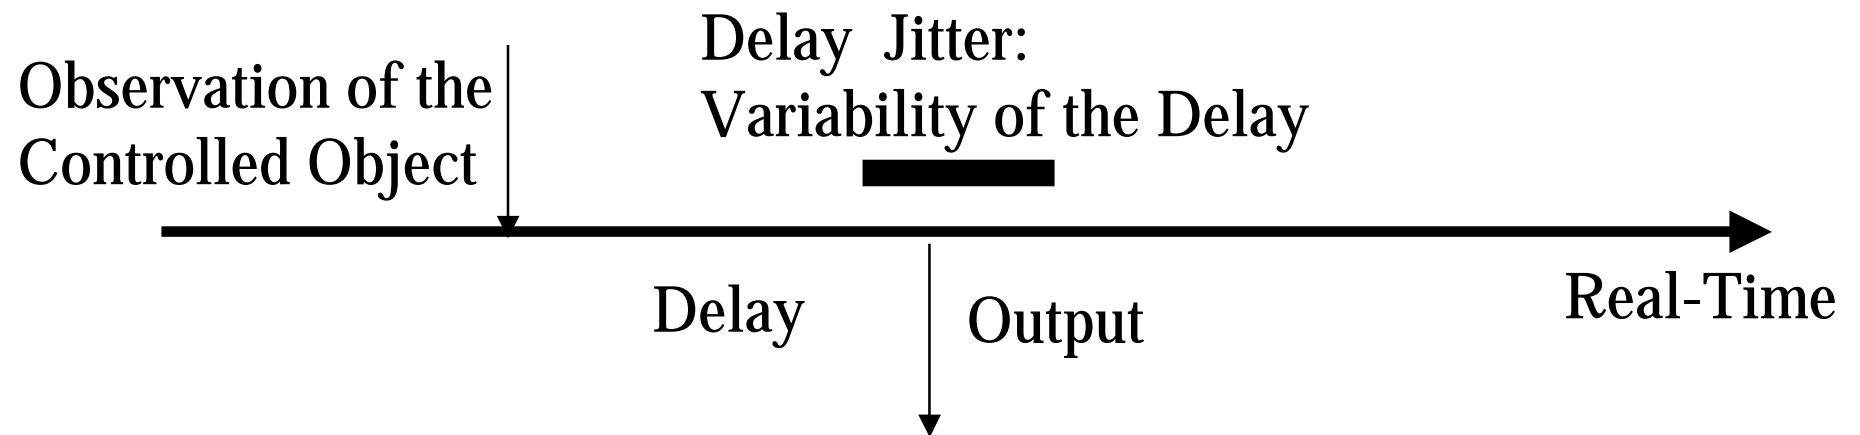 Observation of the
Controlled Object
Delay Jitter:
Variability of the Delay
Delay
Output
Real-Time